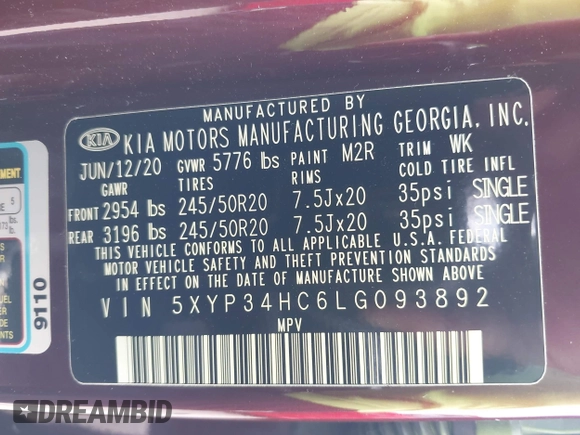 MANUFACTURED BY
KIA KIA MOTORS MANUFACTURING GEORGIA, INC.
JUN/12/20 GVWR 5776 lbs PAINT M2R TRIM WK
GAWR TIRES RIMS COLD TIRE INFL
FRONT 2954 lbs 245/50R20 7.5Jx20 35psi SINGLE
REAR 3196 lbs 245/50R20 7.5Jx20 35psi SINGLE
THIS VEHICLE CONFORMS TO ALL APPLICABLE U.S.A. FEDERAL
MOTOR VEHICLE SAFETY AND THEFT PREVENTION STANDARDS
IN EFFECT ON THE DATE OF MANUFACTURE SHOWN ABOVE.
VIN 5XYP34HC6LG093892
MPV
9110
DREAMBID